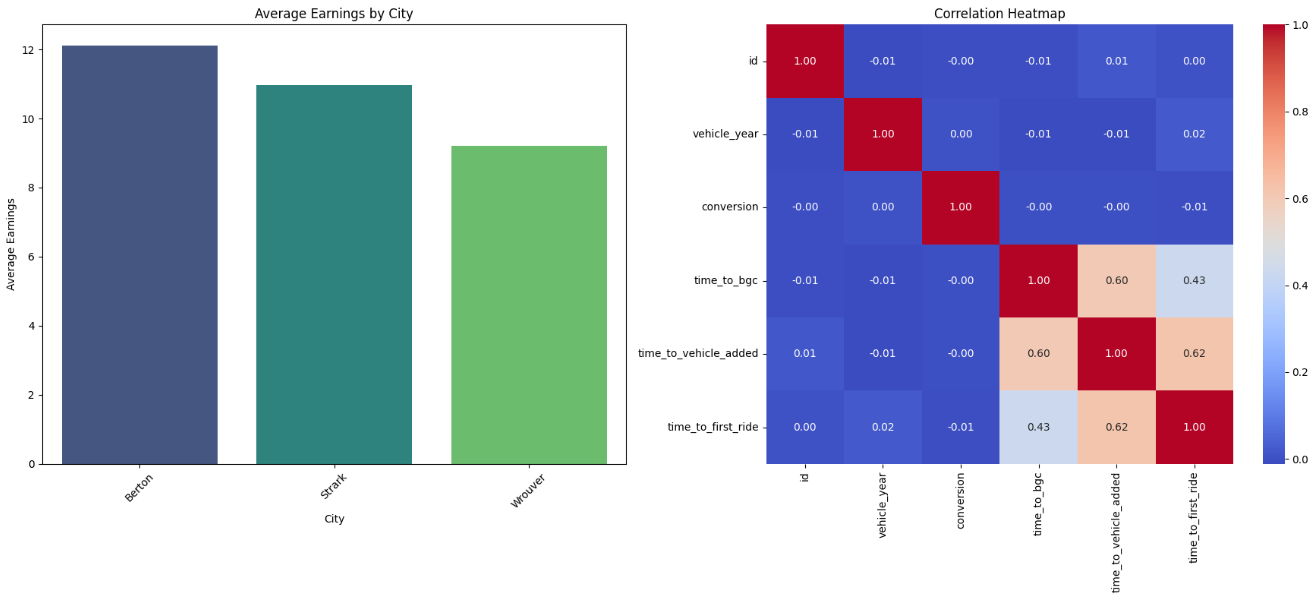 Average Earnings by City
12
10
8
6
4
2
0
Average Earnings
Berton
Strark
Wrouver
City
Correlation Heatmap
id
vehicle_year
conversion
time_to_bgc
time_to_vehicle_added
time_to_first_ride
1.00 -0.01 -0.00 -0.01 0.01 0.00
-0.01 1.00 0.00 -0.01 -0.01 0.02
-0.00 0.00 1.00 -0.00 -0.00 -0.01
-0.01 -0.01 -0.00 1.00 0.60 0.43
0.01 -0.01 -0.00 0.60 1.00 0.62
0.00 0.02 -0.01 0.43 0.62 1.00
id
vehicle_year
conversion
time_to_bgc
time_to_vehicle_added
time_to_first_ride
1.0
0.8
0.6
0.4
0.2
0.0